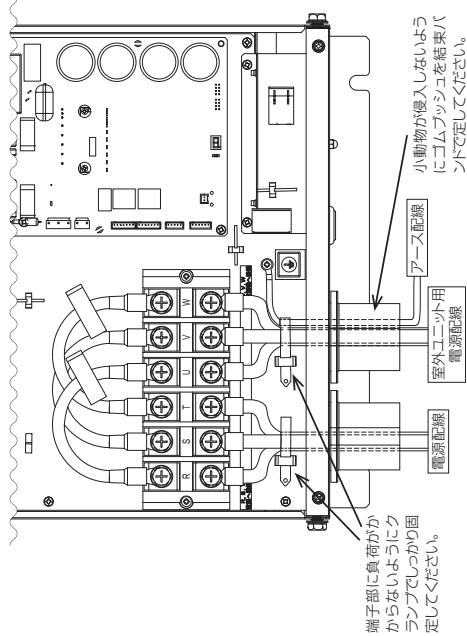 小動物が侵入しないよう
にゴムブッシュを結束バ
ンドで定してください。
アース配線
室外ユニット用
電源配線
電源配線
端子部に負荷がか
からないようにク
ランプでしっかり固
定してください。
R
S
T
U
V
W